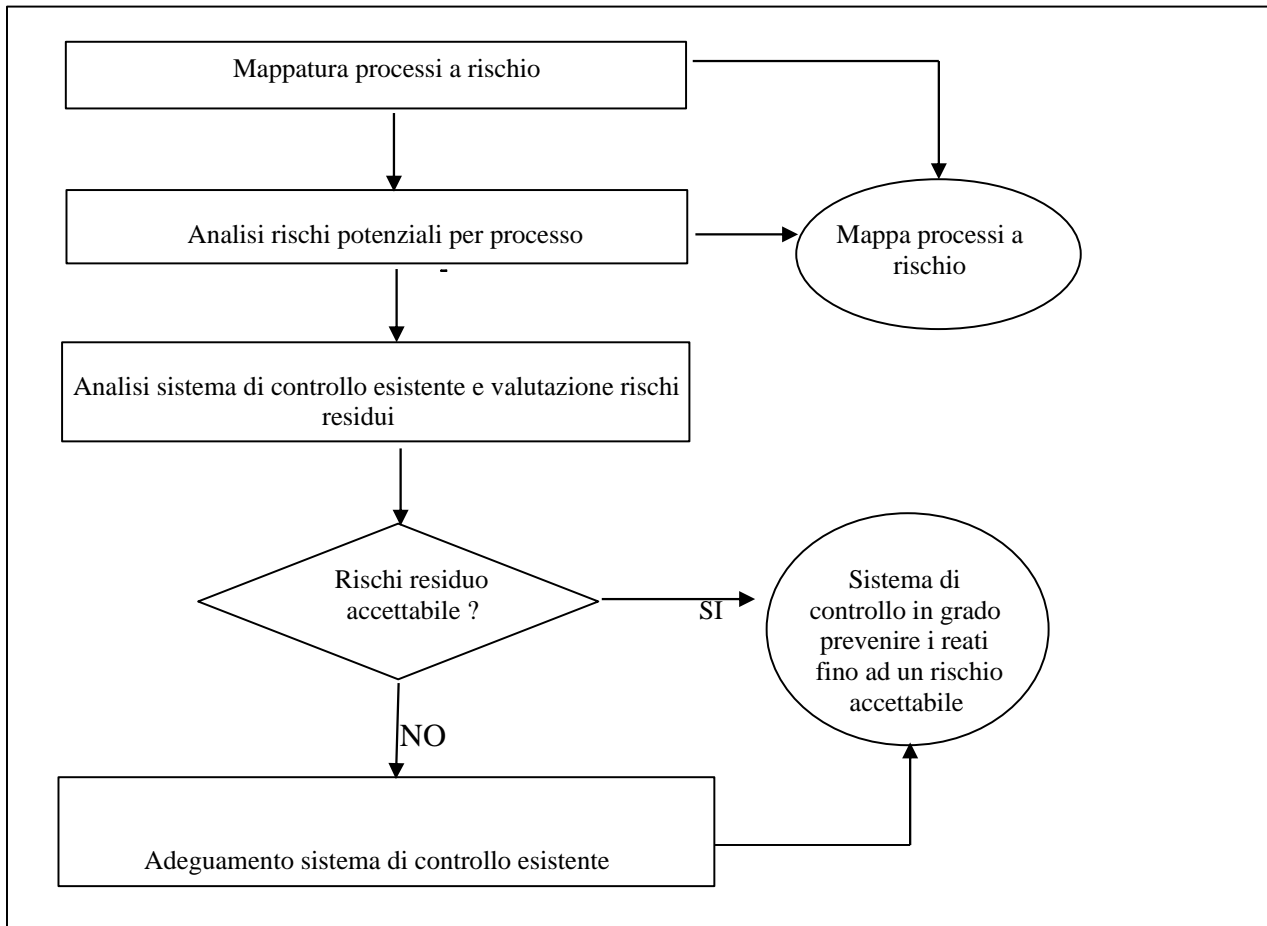 Mappatura processi a rischio
Analisi rischi potenziali per processo
Mappa processi a
rischio
Analisi sistema di controllo esistente e valutazione rischi
residui
Rischi residuo
accettabile ?
SI
Sistema di
controllo in grado
prevenire i reati
fino ad un rischio
accettabile
NO
Adeguamento sistema di controllo esistente